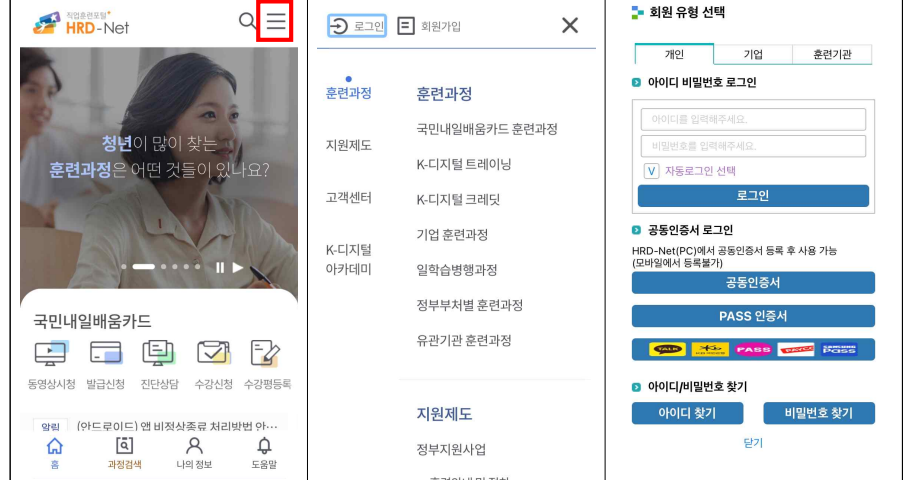 직업훈련포털
HRD-Net
청년이 많이 찾는
훈련과정은 어떤 것들이 있나요?
국민내일배움카드
동영상시청 발급신청 진단상담 수강신청 수강평등록
알림 (안드로이드) 앱 비정상종료 처리방법 안…
홈 과정검색 나의 정보 도움말
로그인 회원가입
훈련과정
지원제도
고객센터
K-디지털
아카데미
훈련과정
국민내일배움카드 훈련과정
K-디지털 트레이닝
K-디지털 크레딧
기업 훈련과정
일학습병행과정
정부부처별 훈련과정
유관기관 훈련과정
지원제도
정부지원사업
회원 유형 선택
개인 기업 훈련기관
아이디 비밀번호 로그인
아이디를 입력해주세요.
비밀번호를 입력해주세요.
V 자동로그인 선택
로그인
공동인증서 로그인
HRD-Net(PC)에서 공동인증서 등록 후 사용 가능
(모바일에서 등록불가)
공동인증서
PASS 인증서
TALK PASS PAYCO SAMSUNG Pass
아이디/비밀번호 찾기
아이디 찾기 비밀번호 찾기
닫기